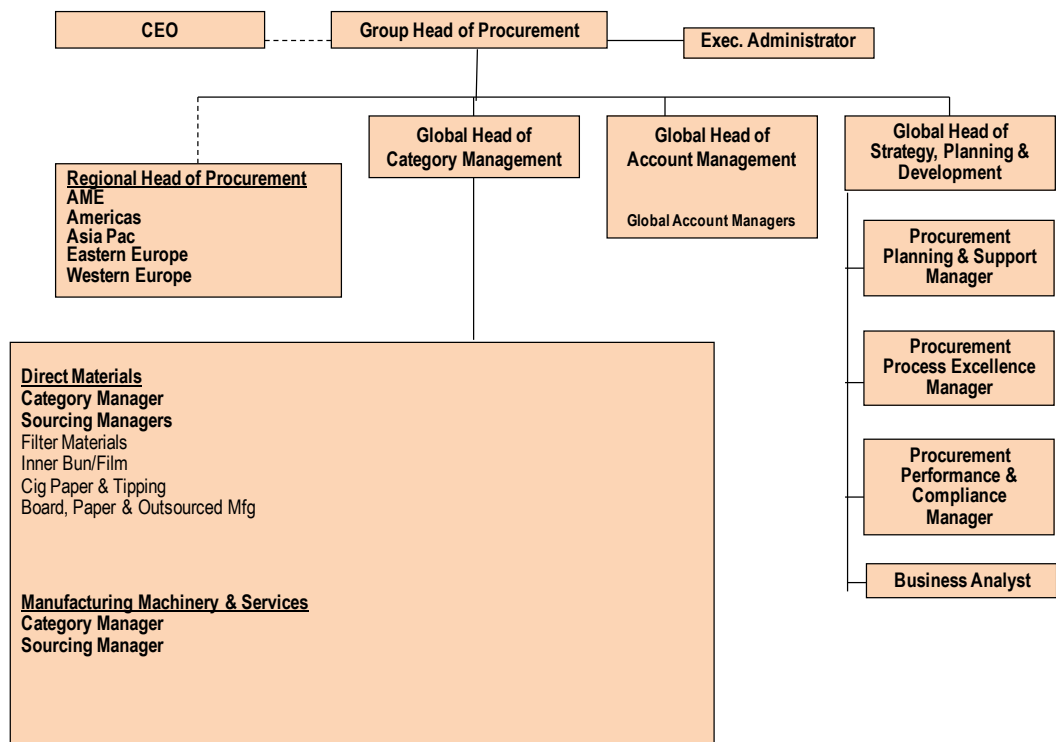 CEO
Group Head of Procurement
Exec. Administrator
Global Head of
Category Management
Global Head of
Account Management
Global Account Managers
Global Head of
Strategy, Planning &
Development
Regional Head of Procurement
AME
Americas
Asia Pac
Eastern Europe
Western Europe
Procurement
Planning & Support
Manager
Procurement
Process Excellence
Manager
Procurement
Performance &
Compliance
Manager
Business Analyst
Direct Materials
Category Manager
Sourcing Managers
Filter Materials
Inner Bun/Film
Cig Paper & Tipping
Board, Paper & Outsourced Mfg
Manufacturing Machinery & Services
Category Manager
Sourcing Manager